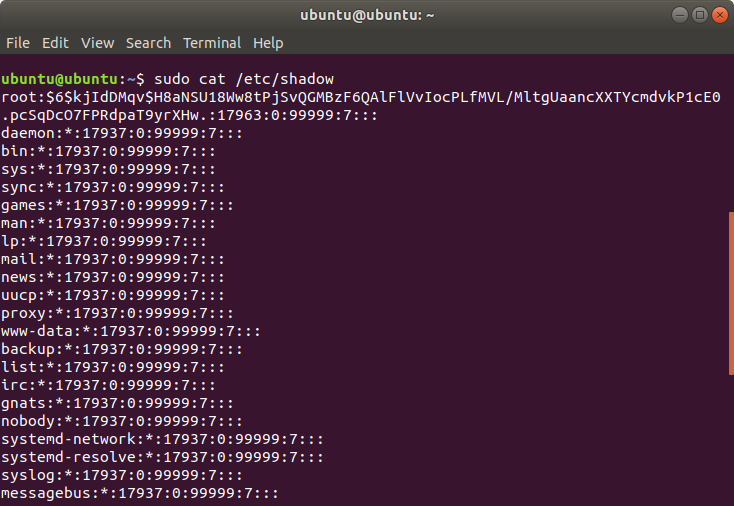 ubuntu@ubuntu: ~
File Edit View Search Terminal Help
ubuntu@ubuntu:~$ sudo cat /etc/shadow
root:$6$kjIdDMqv$H8aNSU18Ww8tPjSvQGMBzF6QAlFlVvIocPLfMVL/MltgUaancXXTYcmdvkP1cE0
.pcSqDcO7FPRdpaT9yrXHw.:17963:0:99999:7:::
daemon:*:17937:0:99999:7:::
bin:*:17937:0:99999:7:::
sys:*:17937:0:99999:7:::
sync:*:17937:0:99999:7:::
games:*:17937:0:99999:7:::
man:*:17937:0:99999:7:::
lp:*:17937:0:99999:7:::
mail:*:17937:0:99999:7:::
news:*:17937:0:99999:7:::
uucp:*:17937:0:99999:7:::
proxy:*:17937:0:99999:7:::
www-data:*:17937:0:99999:7:::
backup:*:17937:0:99999:7:::
list:*:17937:0:99999:7:::
irc:*:17937:0:99999:7:::
gnats:*:17937:0:99999:7:::
nobody:*:17937:0:99999:7:::
systemd-network:*:17937:0:99999:7:::
systemd-resolve:*:17937:0:99999:7:::
syslog:*:17937:0:99999:7:::
messagebus:*:17937:0:99999:7:::